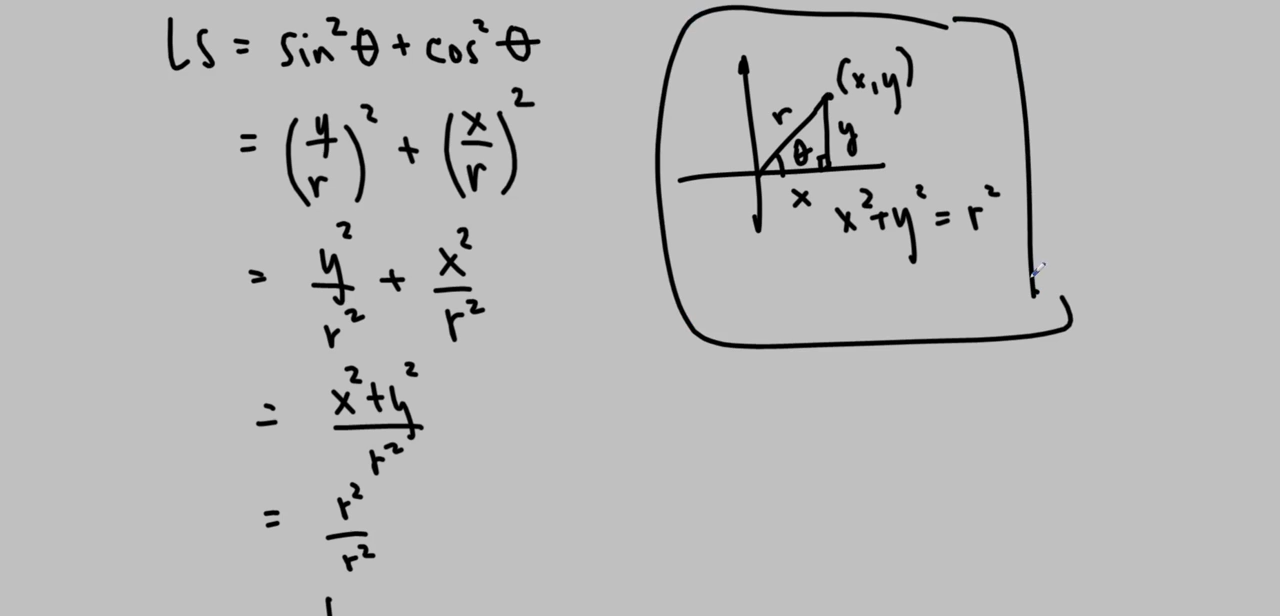 LS = sin²θ + cos²θ
= (y/r)² + (x/r)²
= y²/r² + x²/r²
= x²+y²/r²
= r²/r²
(x,y)
r
θ
y
x
x²+y² = r²